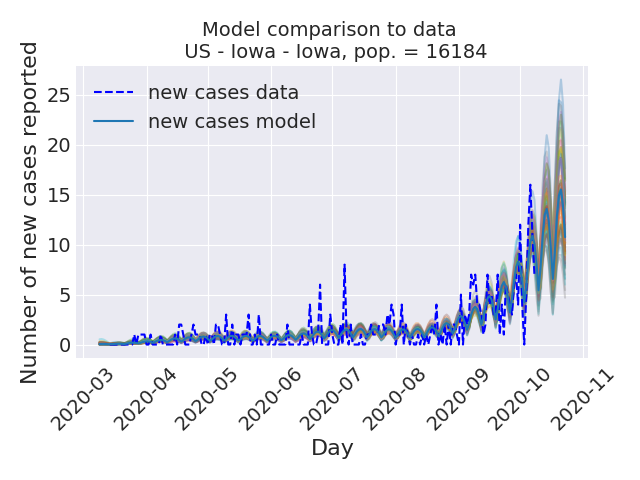 Model comparison to data
US - Iowa - Iowa, pop. = 16184
Number of new cases reported
25
20
15
10
5
0
new cases data
new cases model
2020-03
2020-04
2020-05
2020-06
2020-07
2020-08
2020-09
2020-10
2020-11
Day